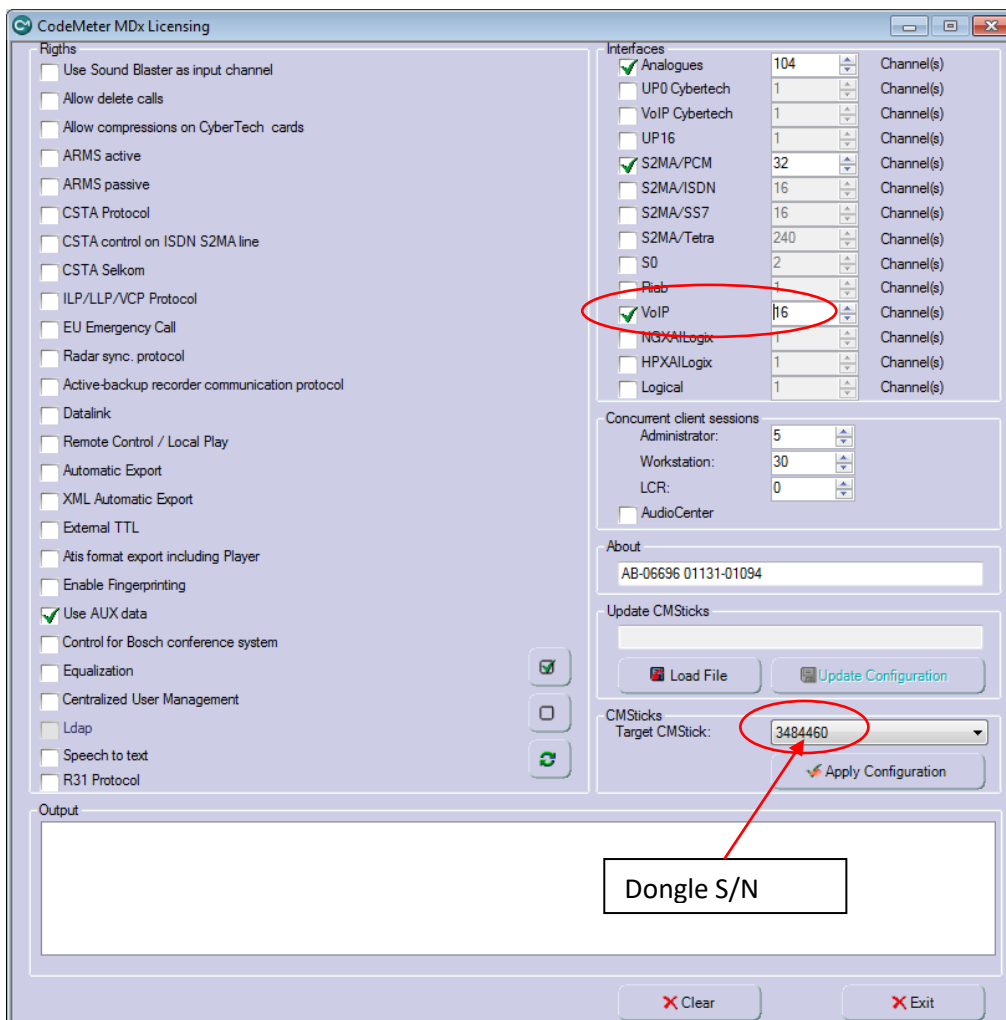 CodeMeter MDx Licensing
Rigths
Use Sound Blaster as input channel
Allow delete calls
Allow compressions on CyberTech cards
ARMS active
ARMS passive
CSTA Protocol
CSTA control on ISDN S2MA line
CSTA Selkom
ILP/LLP/VCP Protocol
EU Emergency Call
Radar sync. protocol
Active-backup recorder communication protocol
Datalink
Remote Control / Local Play
Automatic Export
XML Automatic Export
External TTL
Atis format export including Player
Enable Fingerprinting
Use AUX data
Control for Bosch conference system
Equalization
Centralized User Management
Ldap
Speech to text
R31 Protocol
Interfaces
Analogues 104 Channel(s)
UP0 Cybertech 1 Channel(s)
VoIP Cybertech 1 Channel(s)
UP16 1 Channel(s)
S2MA/PCM 32 Channel(s)
S2MA/ISDN 16 Channel(s)
S2MA/SS7 16 Channel(s)
S2MA/Tetra 240 Channel(s)
S0 2 Channel(s)
Riab 1 Channel(s)
VoIP 16 Channel(s)
NGXAILogix 1 Channel(s)
HPXAILogix 1 Channel(s)
Logical 1 Channel(s)
Concurrent client sessions
Administrator: 5
Workstation: 30
LCR: 0
AudioCenter
About
AB-06696 01131-01094
Update CMSticks
Load File Update Configuration
CMSticks
Target CMStick: 3484460
Apply Configuration
Output
Dongle S/N
Clear Exit